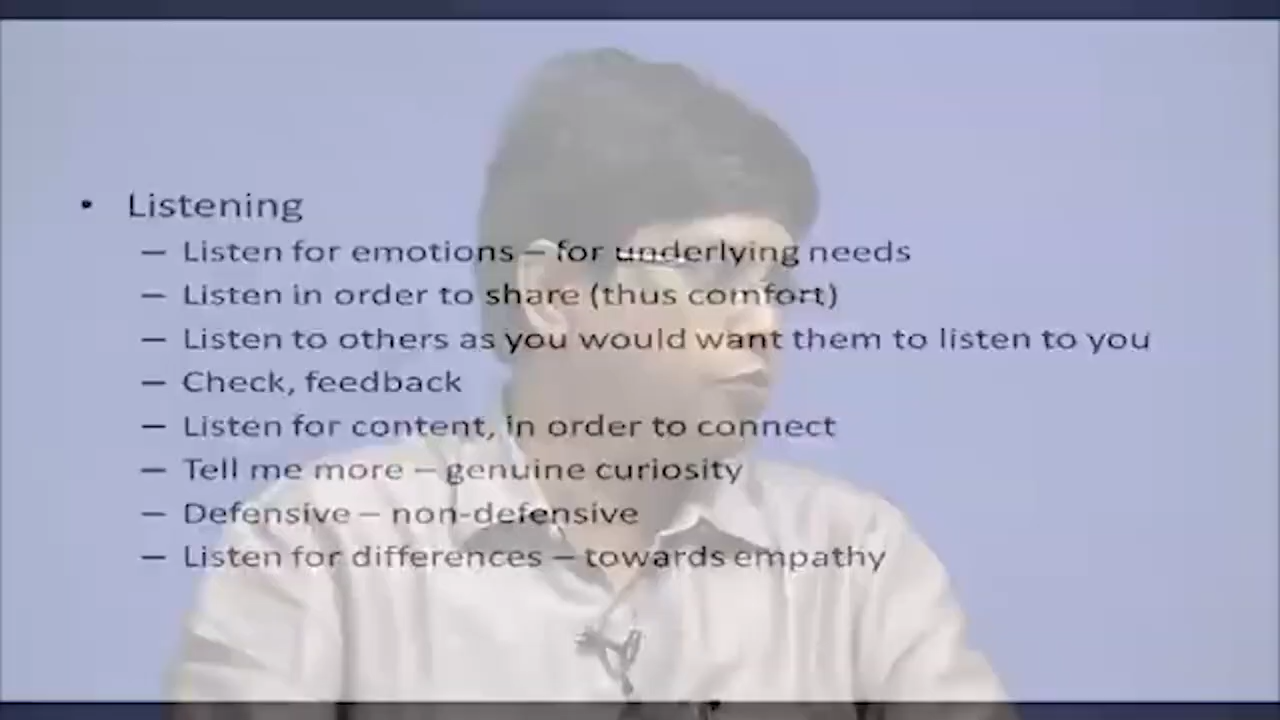 • Listening
– Listen for emotions – for underlying needs
– Listen in order to share (thus comfort)
– Listen to others as you would want them to listen to you
– Check, feedback
– Listen for content, in order to connect
– Tell me more – genuine curiosity
– Defensive – non-defensive
– Listen for differences – towards empathy